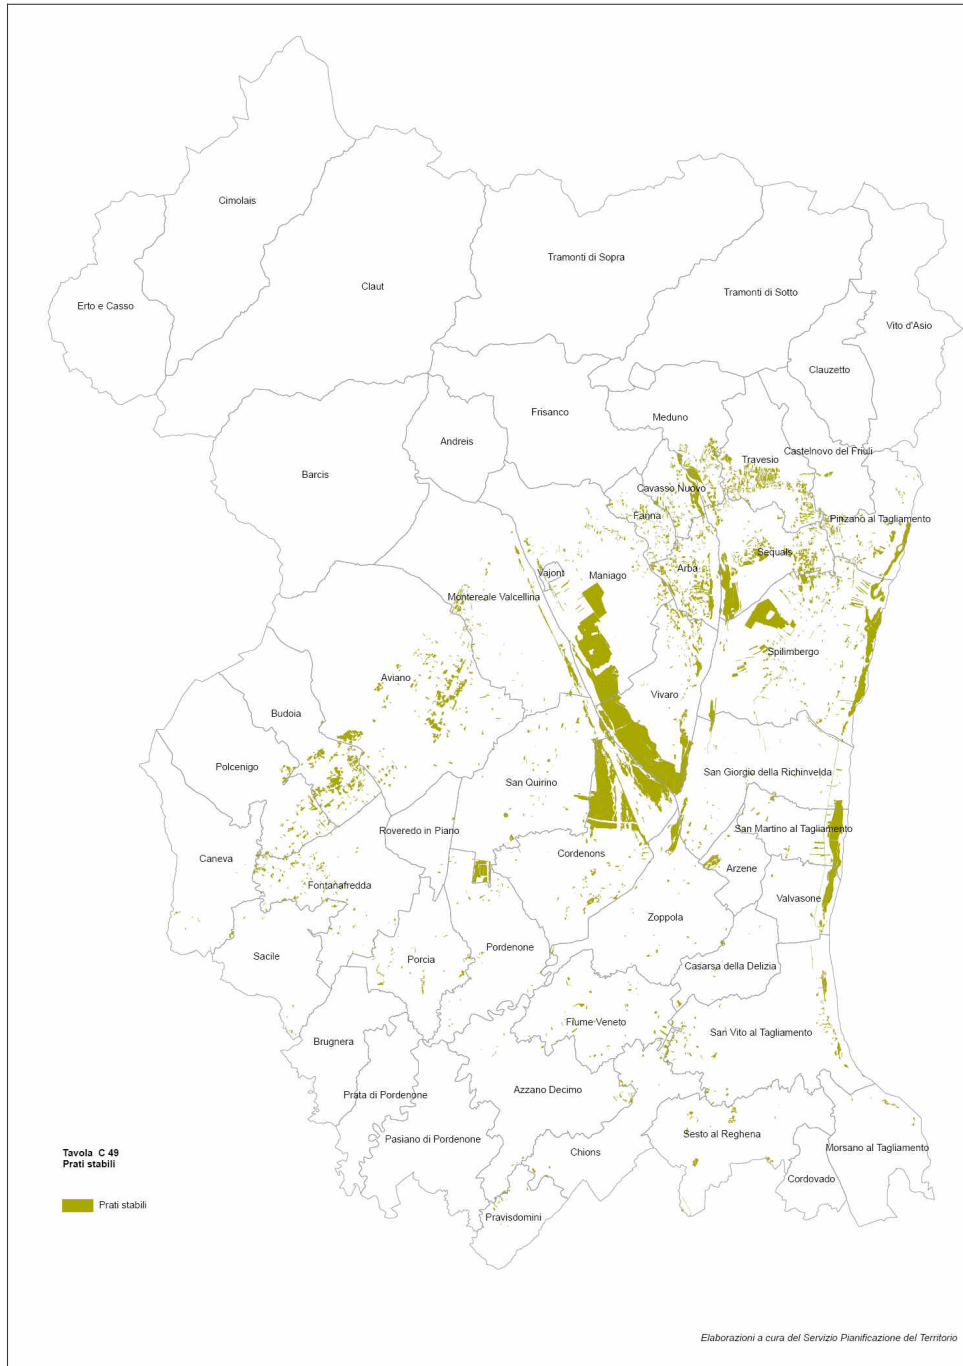 Cimolais
Tramonti di Sopra
Claut
Tramonti di Sotto
Erto e Casso
Vito d'Asio
Clauzetto
Frisanco
Meduno
Andreis
Castelnovo del Friuli
Travesio
Barcis
Cavasso Nuovo
Fanna
Pinzano al Tagliamento
Sequals
Arba
Vajont
Maniago
Montereale Valcellina
Spilimbergo
Aviano
Vivaro
Budoia
Polcenigo
San Giorgio della Richinvelda
San Quirino
San Martino al Tagliamento
Roveredo in Piano
Cordenons
Caneva
Arzene
Fontanafredda
Valvasone
Zoppola
Pordenone
Sacile
Porcia
Casarsa della Delizia
Fiume Veneto
San Vito al Tagliamento
Brugnera
Azzano Decimo
Prata di Pordenone
Sesto al Reghena
Pasiano di Pordenone
Morsano al Tagliamento
Chions
Cordovado
Pravisdomini
Tavola C 49
Prati stabili
Prati stabili
Elaborazioni a cura del Servizio Pianificazione del Territorio